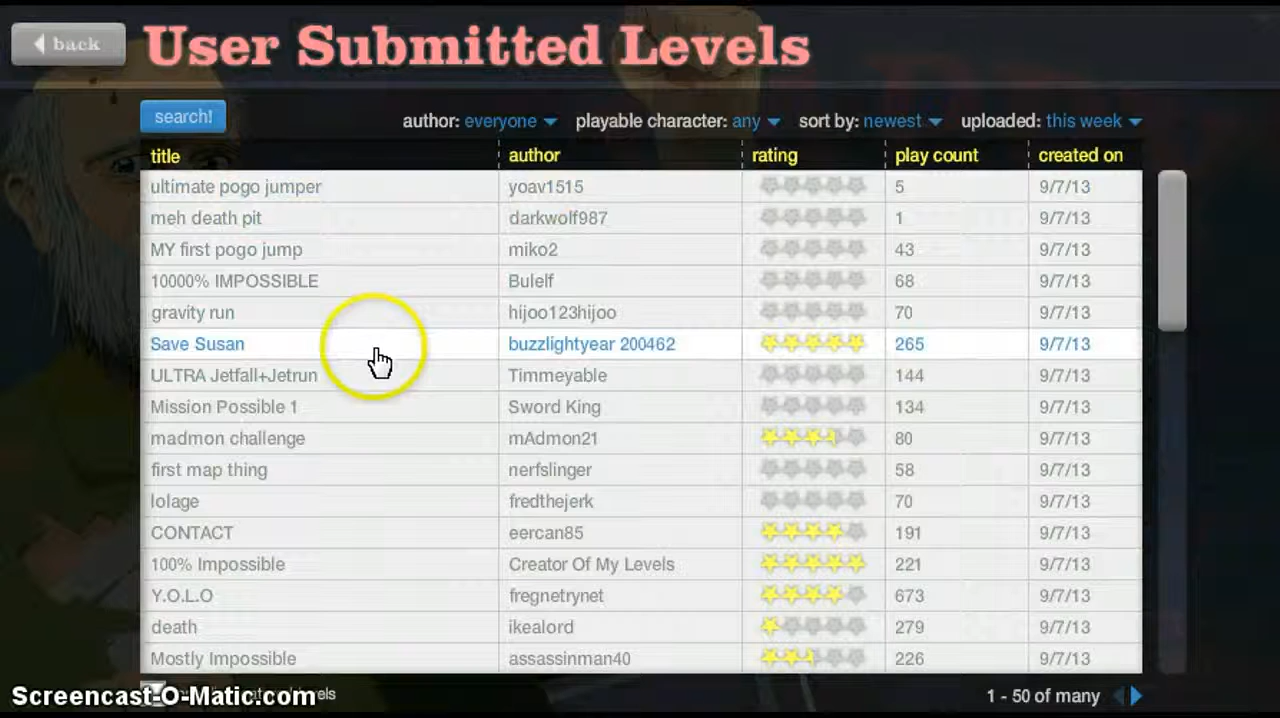 back
User Submitted Levels
search!
author: everyone playable character: any sort by: newest uploaded: this week
title author rating play count created on
ultimate pogo jumper yoav1515 5 9/7/13
meh death pit darkwolf987 1 9/7/13
MY first pogo jump miko2 43 9/7/13
10000% IMPOSSIBLE Bulelf 68 9/7/13
gravity run hijoo123hijoo 70 9/7/13
Save Susan buzzlightyear 200462 265 9/7/13
ULTRA Jetfall+Jetrun Timmeyable 144 9/7/13
Mission Possible 1 Sword King 134 9/7/13
madmon challenge mAdmon21 80 9/7/13
first map thing nerfslinger 58 9/7/13
lolage fredthejerk 70 9/7/13
CONTACT eercan85 191 9/7/13
100% Impossible Creator Of My Levels 221 9/7/13
Y.O.L.O fregnetrynet 673 9/7/13
death ikealord 279 9/7/13
Mostly Impossible assassinman40 226 9/7/13
Screencast-O-Matic.com 1 - 50 of many